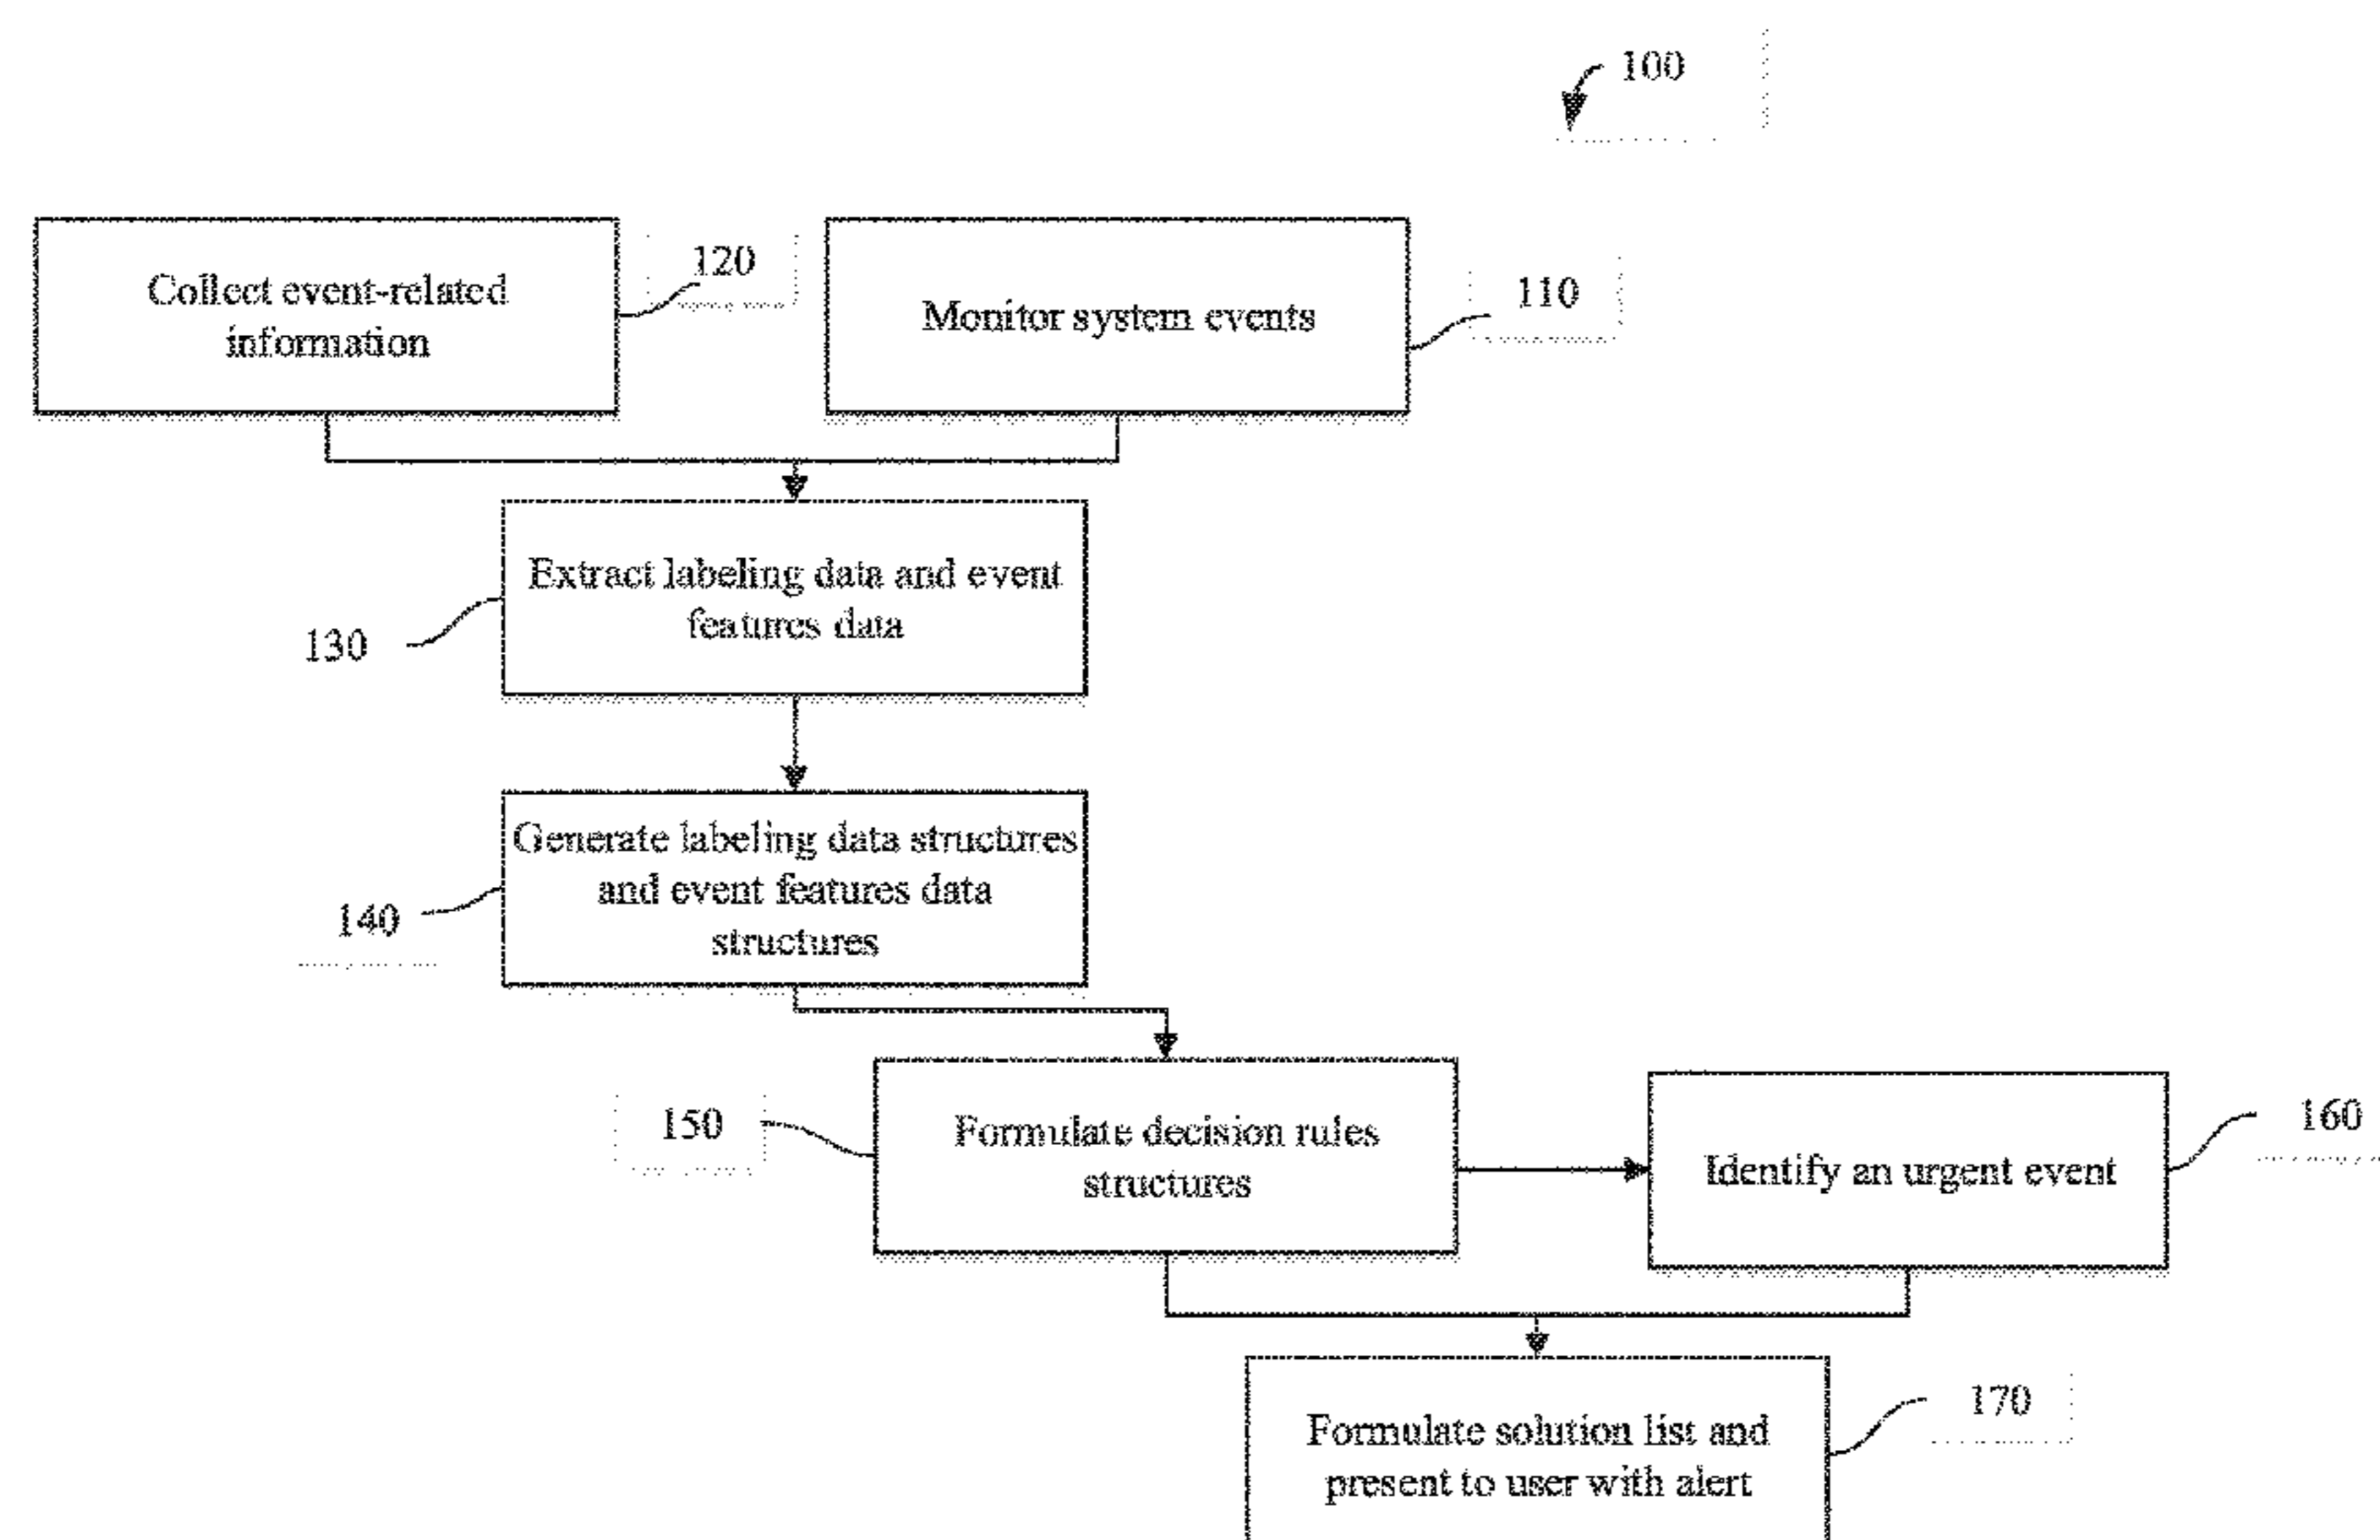 100
Collect event-related
information
120
Monitor system events
110
Extract labeling data and event
features data
130
Generate labeling data structures
and event features data
structures
140
150
Formulate decision rules
structures
Identify an urgent event
160
Formulate solution list and
present to user with alert
170